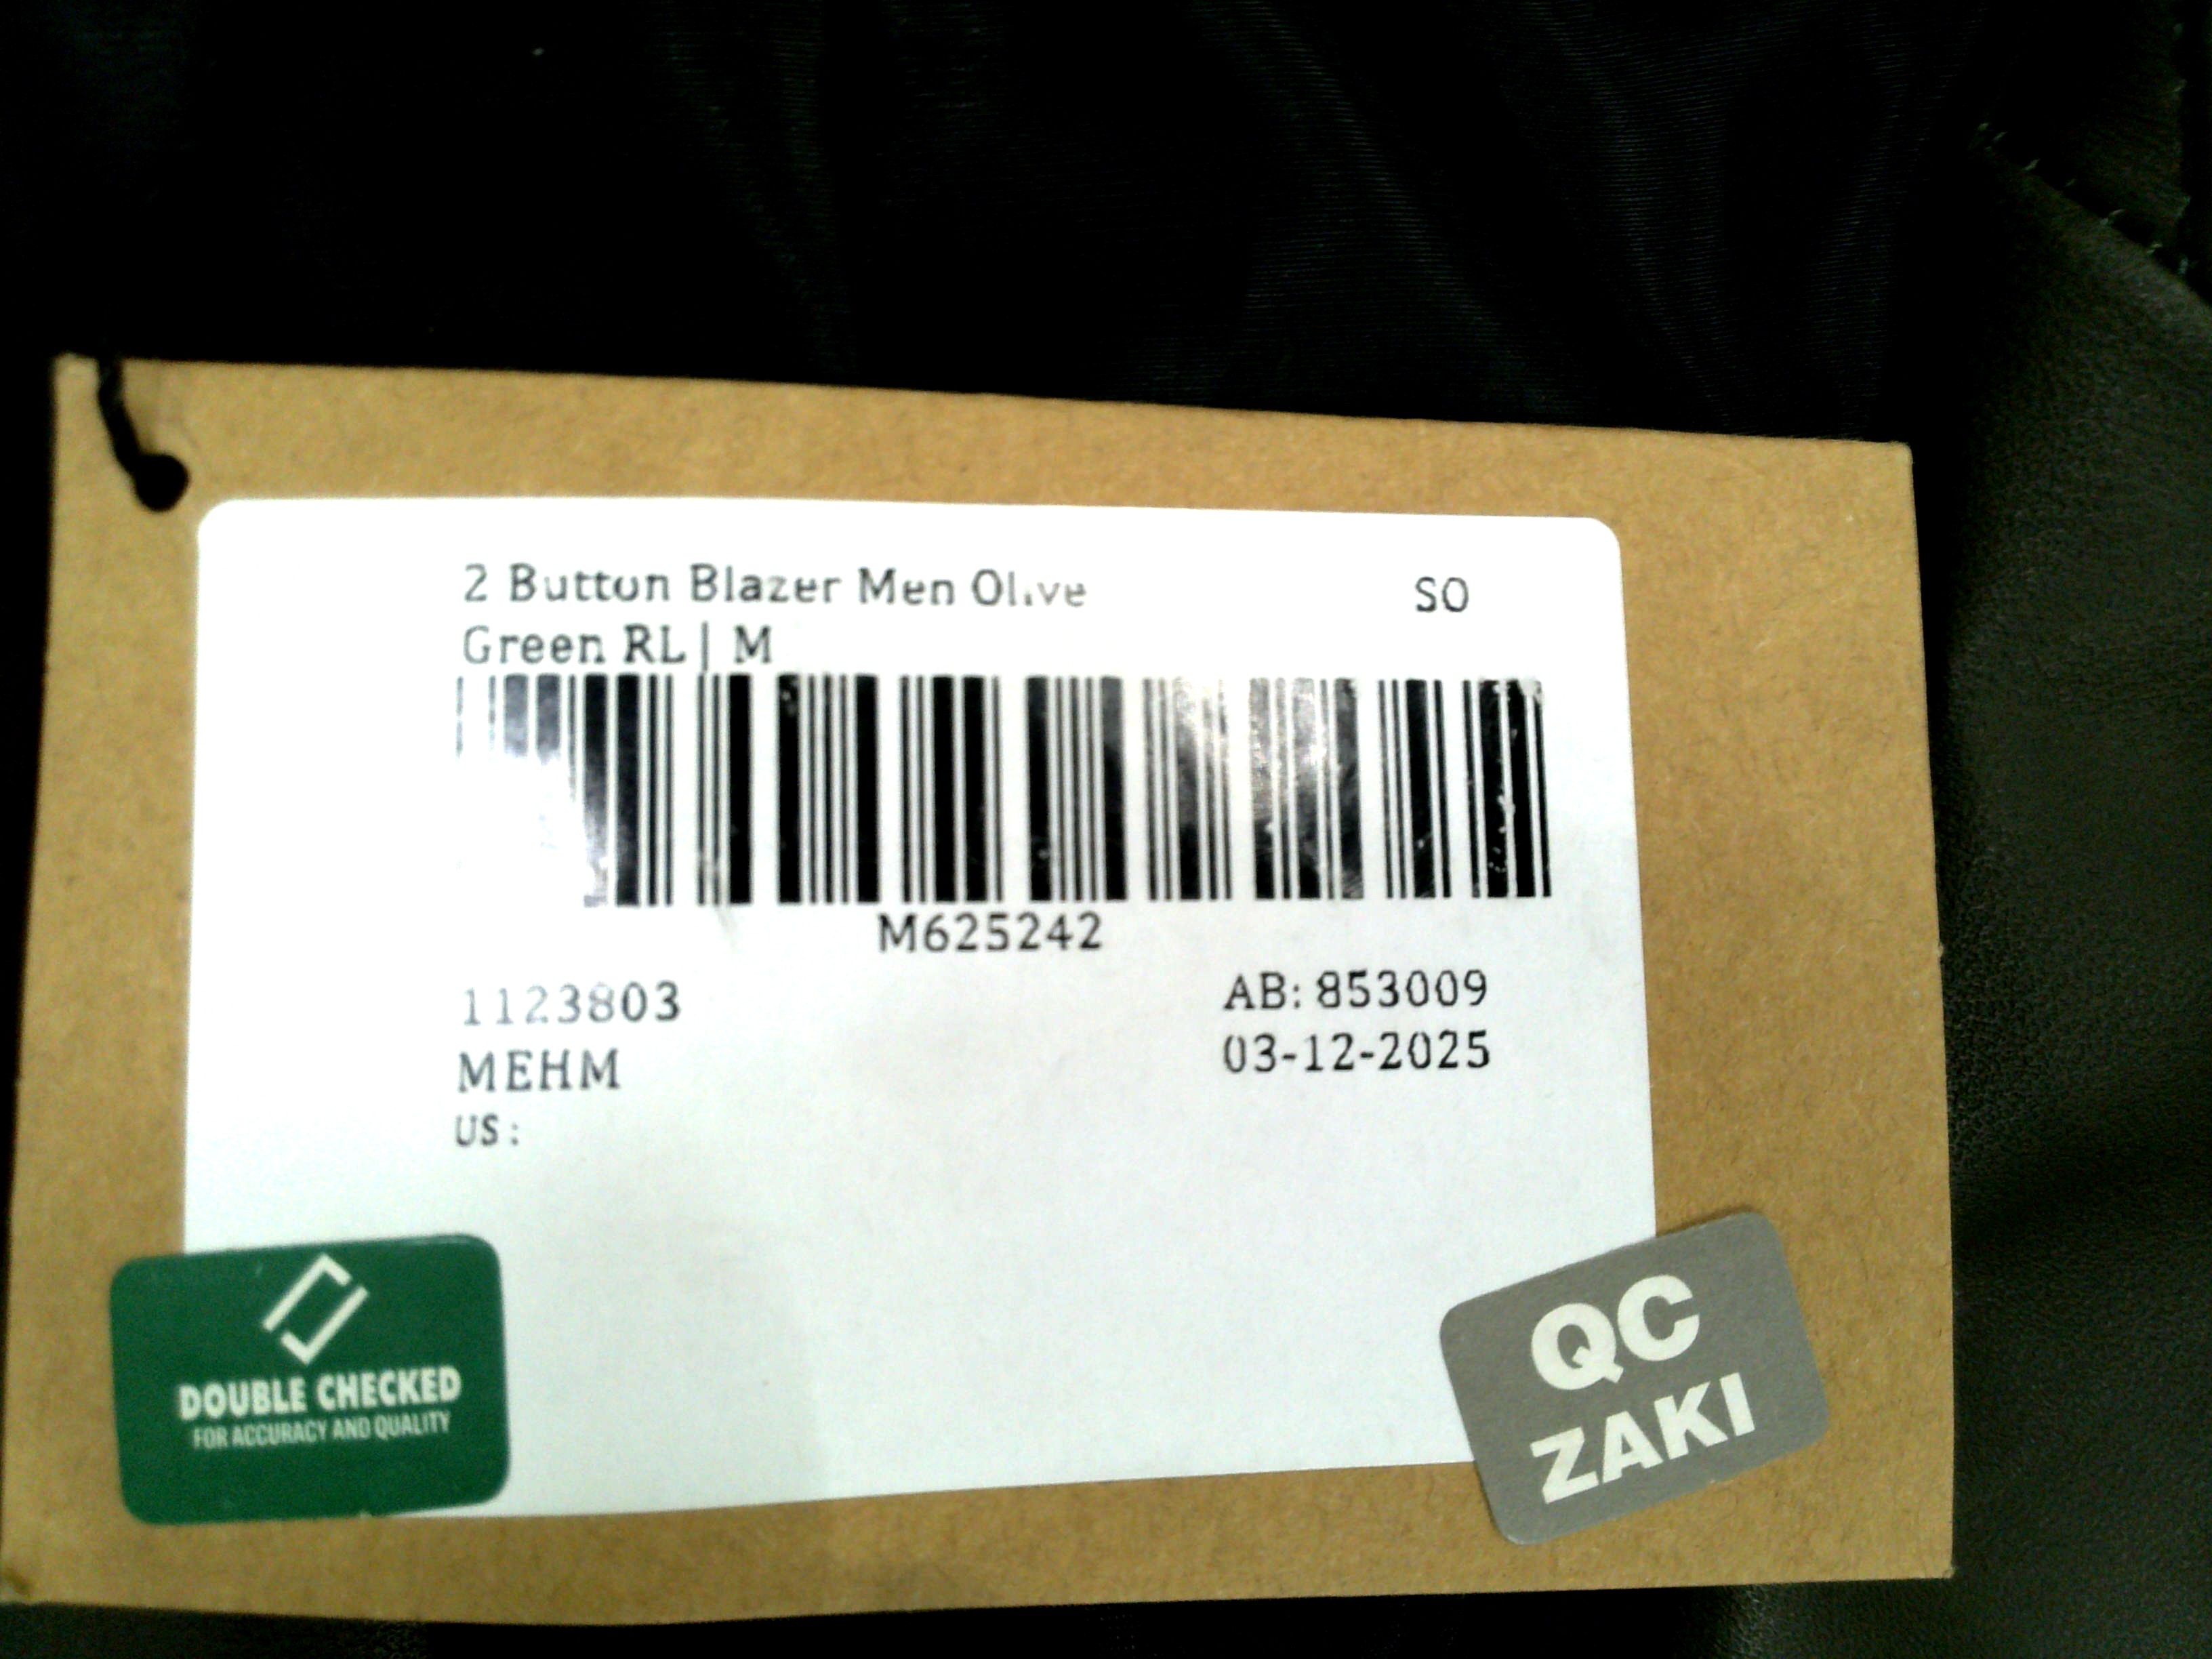 2 Button Blazer Men Olive
SO
Green RL | M
M625242
1123803
AB: 853009
MEHM
03-12-2025
US :
DOUBLE CHECKED
FOR ACCURACY AND QUALITY
QC
ZAKI